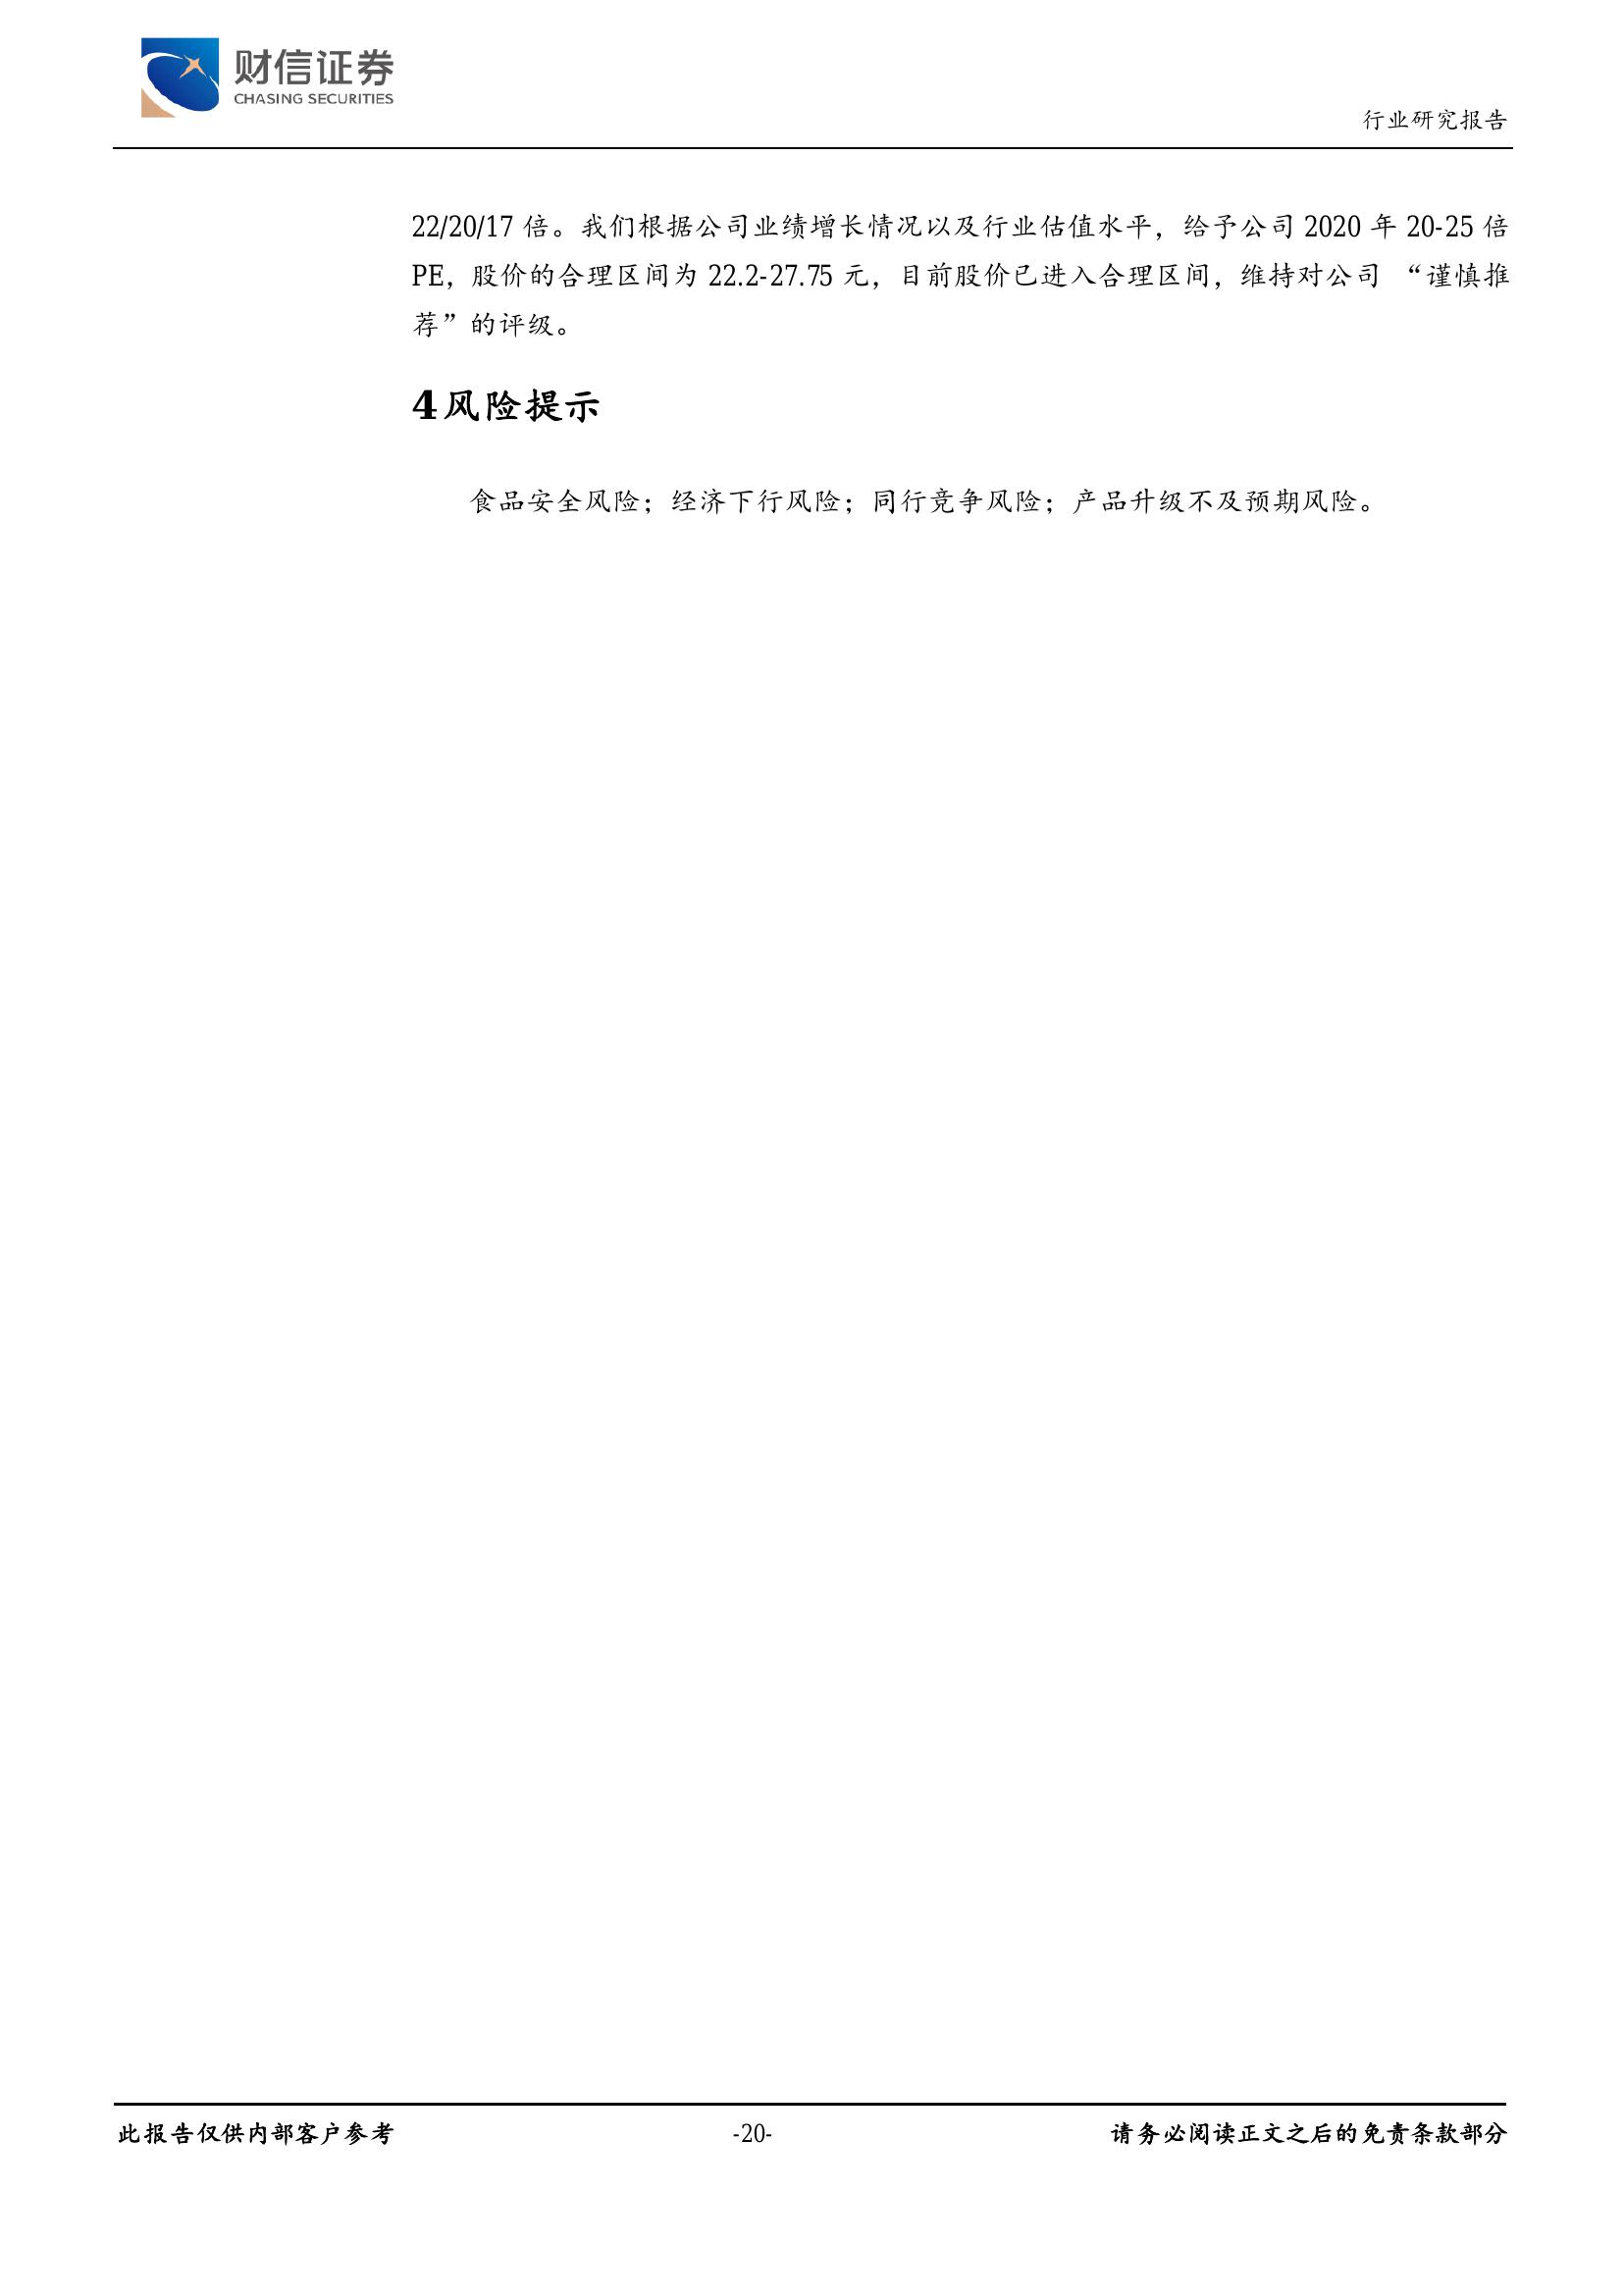 财信证券
CHASING SECURITIES
行业研究报告
22/20/17 倍。我们根据公司业绩增长情况以及行业估值水平，给予公司 2020 年 20-25 倍
PE，股价的合理区间为 22.2-27.75 元，目前股价已进入合理区间，维持对公司 “谨慎推
荐”的评级。
4 风险提示
食品安全风险；经济下行风险；同行竞争风险；产品升级不及预期风险。
此报告仅供内部客户参考
-20-
请务必阅读正文之后的免责条款部分